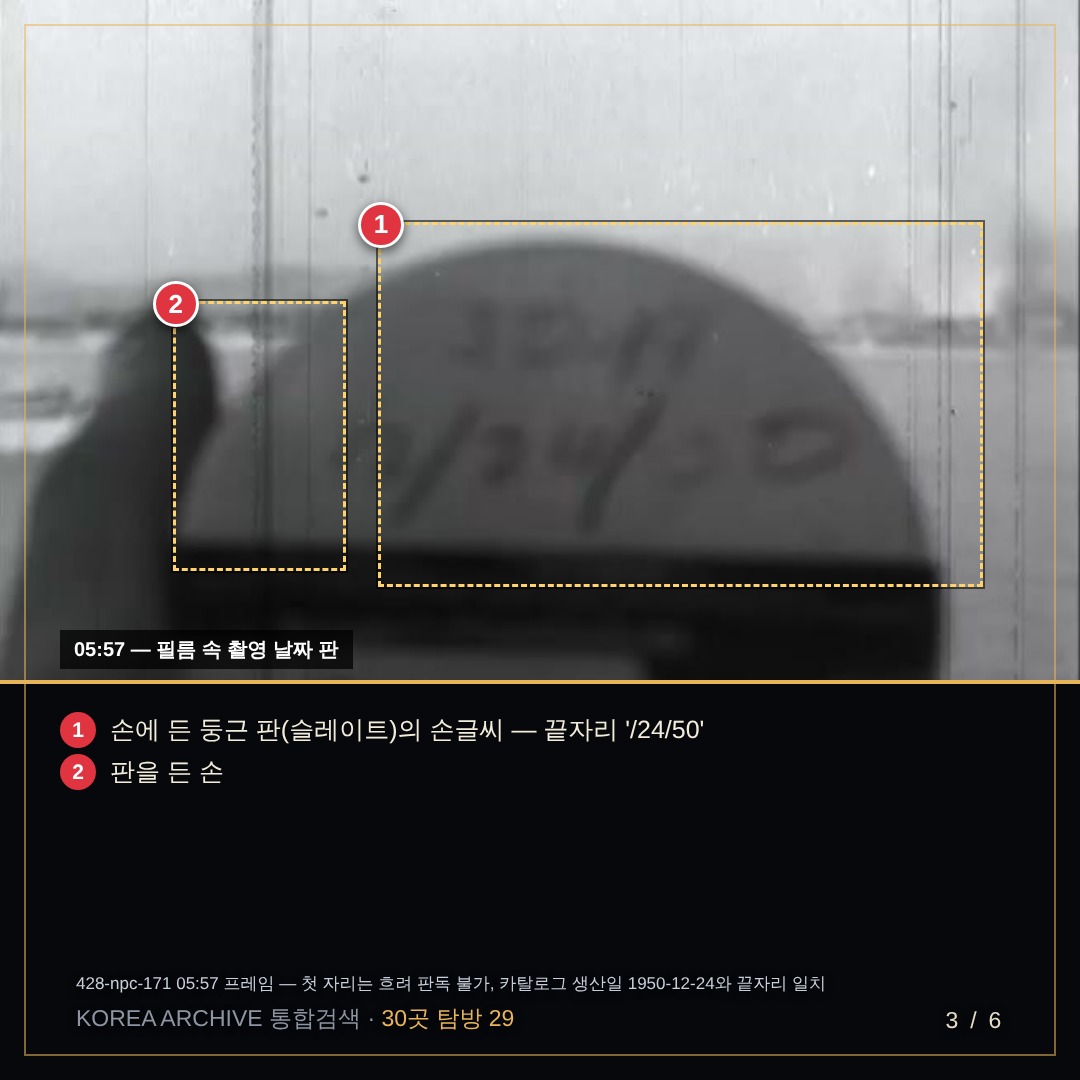 1
2
/24/50
05:57 — 필름 속 촬영 날짜 판
1 손에 든 둥근 판(슬레이트)의 손글씨 — 끝자리 '/24/50'
2 판을 든 손
428-npc-171 05:57 프레임 — 첫 자리는 흐려 판독 불가, 카탈로그 생산일 1950-12-24와 끝자리 일치
KOREA ARCHIVE 통합검색 · 30곳 탐방 29
3 / 6